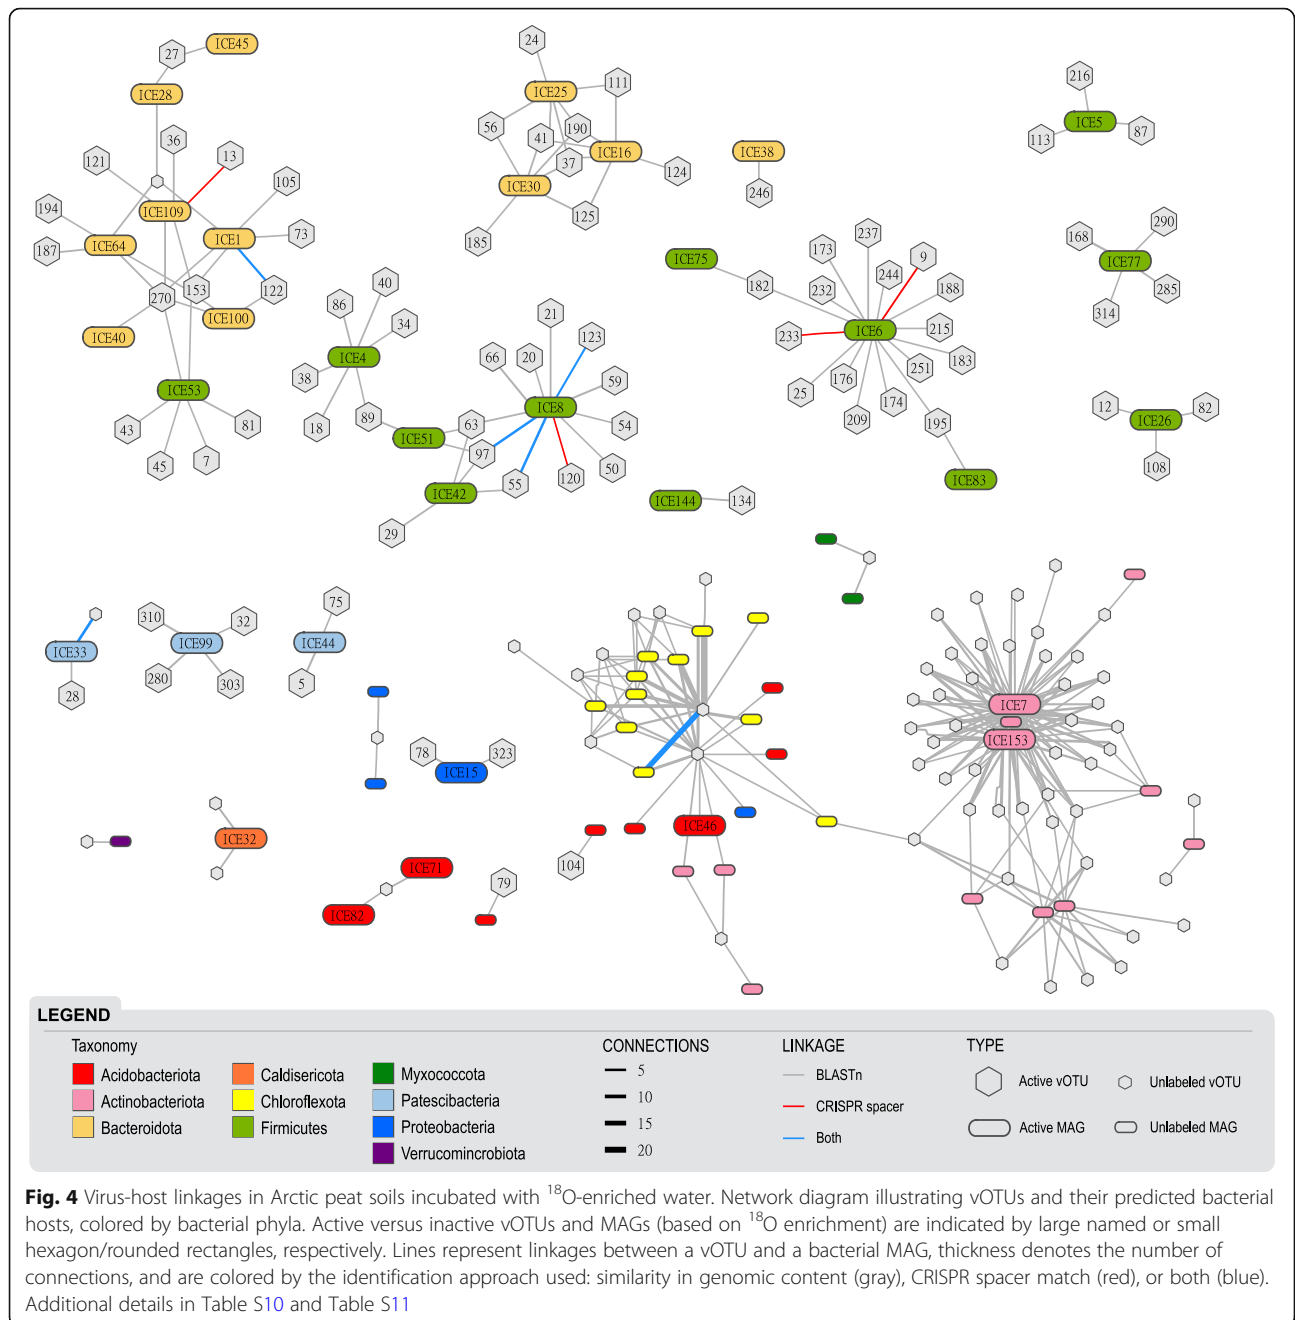 24
ICE45
27
111
216
ICE28
ICE25
ICE5
36
56
41
190
113
87
121
13
ICE16
ICE38
105
37
124
ICE30
246
194
ICE109
185
125
290
187
ICE64
ICE1
73
168
237
173
9
ICE75
ICE77
244
270
153
122
40
182
232
188
285
86
314
ICE40
ICE100
34
21
123
233
ICE6
215
ICE4
66
20
183
251
38
59
25
176
ICE53
174
209
12
82
43
81
18
89
63
ICE8
54
195
ICE26
ICE51
45
7
97
50
108
55
120
ICE42
ICE83
29
ICE144
134
310
32
75
ICE33
ICE99
ICE44
28
280
303
5
ICE7
78
323
ICE153
ICE15
ICE32
ICE46
104
ICE71
79
ICE82
LEGEND
Taxonomy
Acidobacteriota
Actinobacteriota
Bacteroidota
Caldisericota
Chloroflexota
Firmicutes
Myxococcota
Patescibacteria
Proteobacteria
Verrucomincrobiota
CONNECTIONS
5
10
15
20
LINKAGE
BLASTn
CRISPR spacer
Both
TYPE
Active vOTU
Unlabeled vOTU
Active MAG
Unlabeled MAG
Fig. 4 Virus-host linkages in Arctic peat soils incubated with 18O-enriched water. Network diagram illustrating vOTUs and their predicted bacterial
hosts, colored by bacterial phyla. Active versus inactive vOTUs and MAGs (based on 18O enrichment) are indicated by large named or small
hexagon/rounded rectangles, respectively. Lines represent linkages between a vOTU and a bacterial MAG, thickness denotes the number of
connections, and are colored by the identification approach used: similarity in genomic content (gray), CRISPR spacer match (red), or both (blue).
Additional details in Table S10 and Table S11